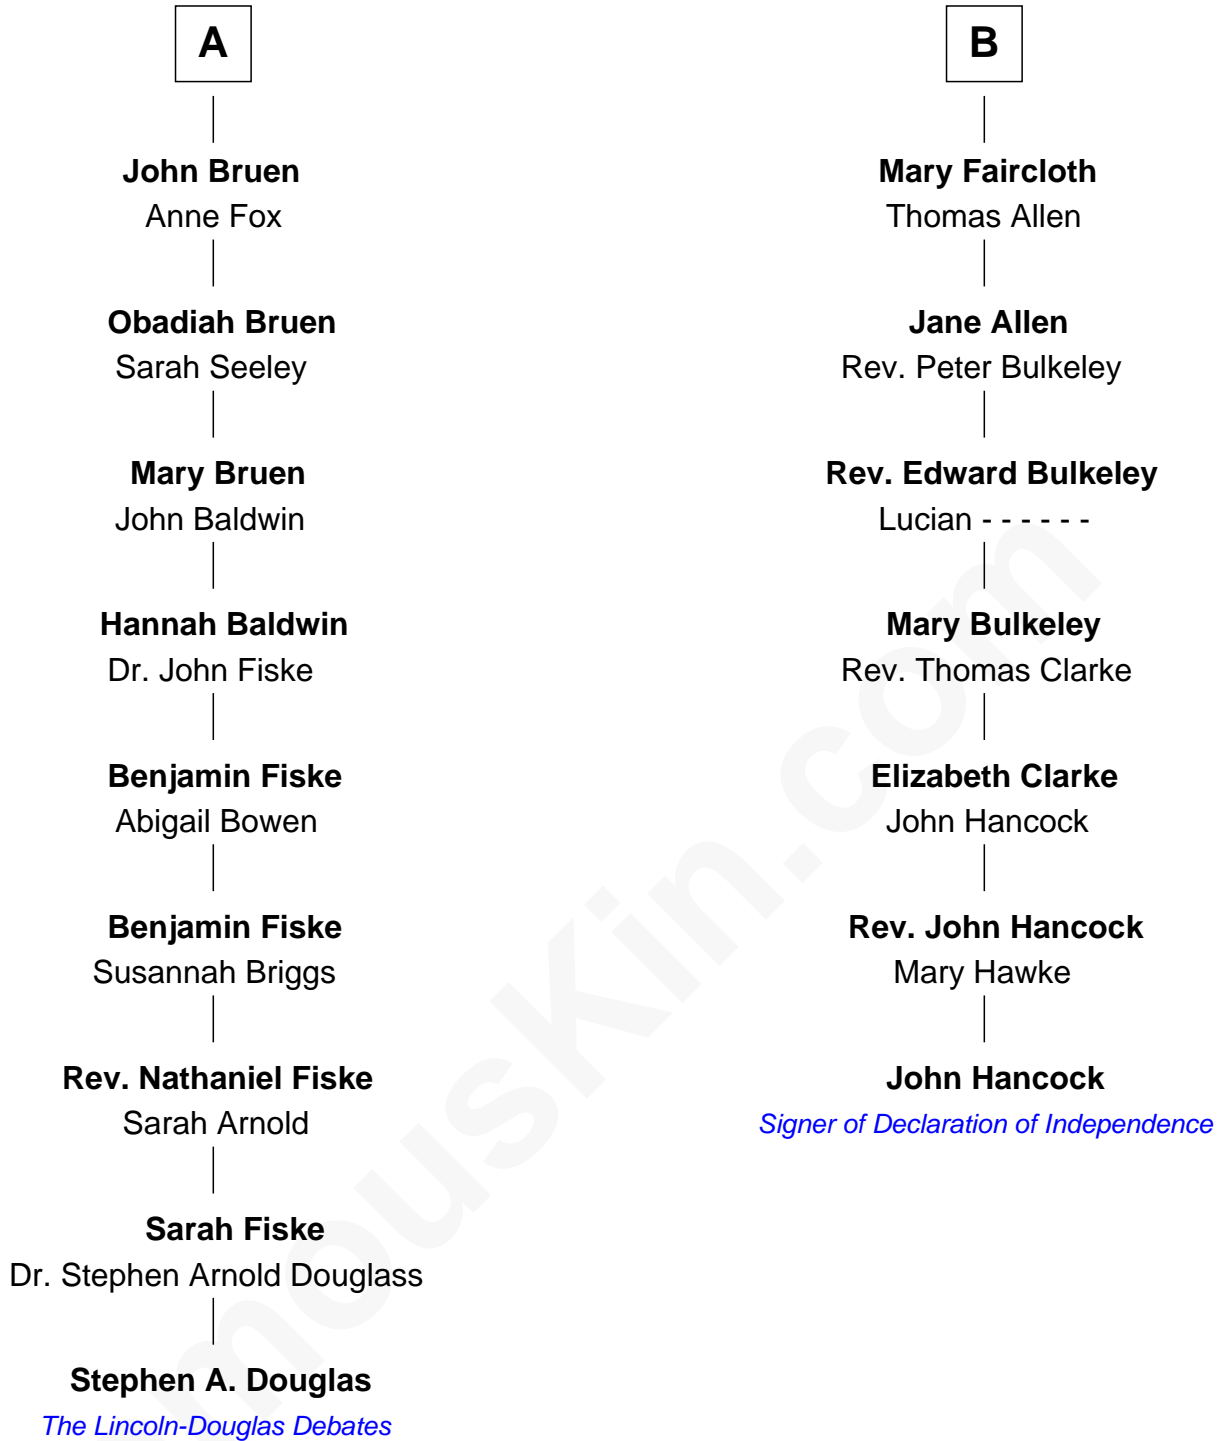 A
John Bruen
Anne Fox
Obadiah Bruen
Sarah Seeley
Mary Bruen
John Baldwin
Hannah Baldwin
Dr. John Fiske
Benjamin Fiske
Abigail Bowen
Benjamin Fiske
Susannah Briggs
Rev. Nathaniel Fiske
Sarah Arnold
Sarah Fiske
Dr. Stephen Arnold Douglass
Stephen A. Douglas
The Lincoln-Douglas Debates
B
Mary Faircloth
Thomas Allen
Jane Allen
Rev. Peter Bulkeley
Rev. Edward Bulkeley
Lucian - - - - - -
Mary Bulkeley
Rev. Thomas Clarke
Elizabeth Clarke
John Hancock
Rev. John Hancock
Mary Hawke
John Hancock
Signer of Declaration of Independence
mousKin.com